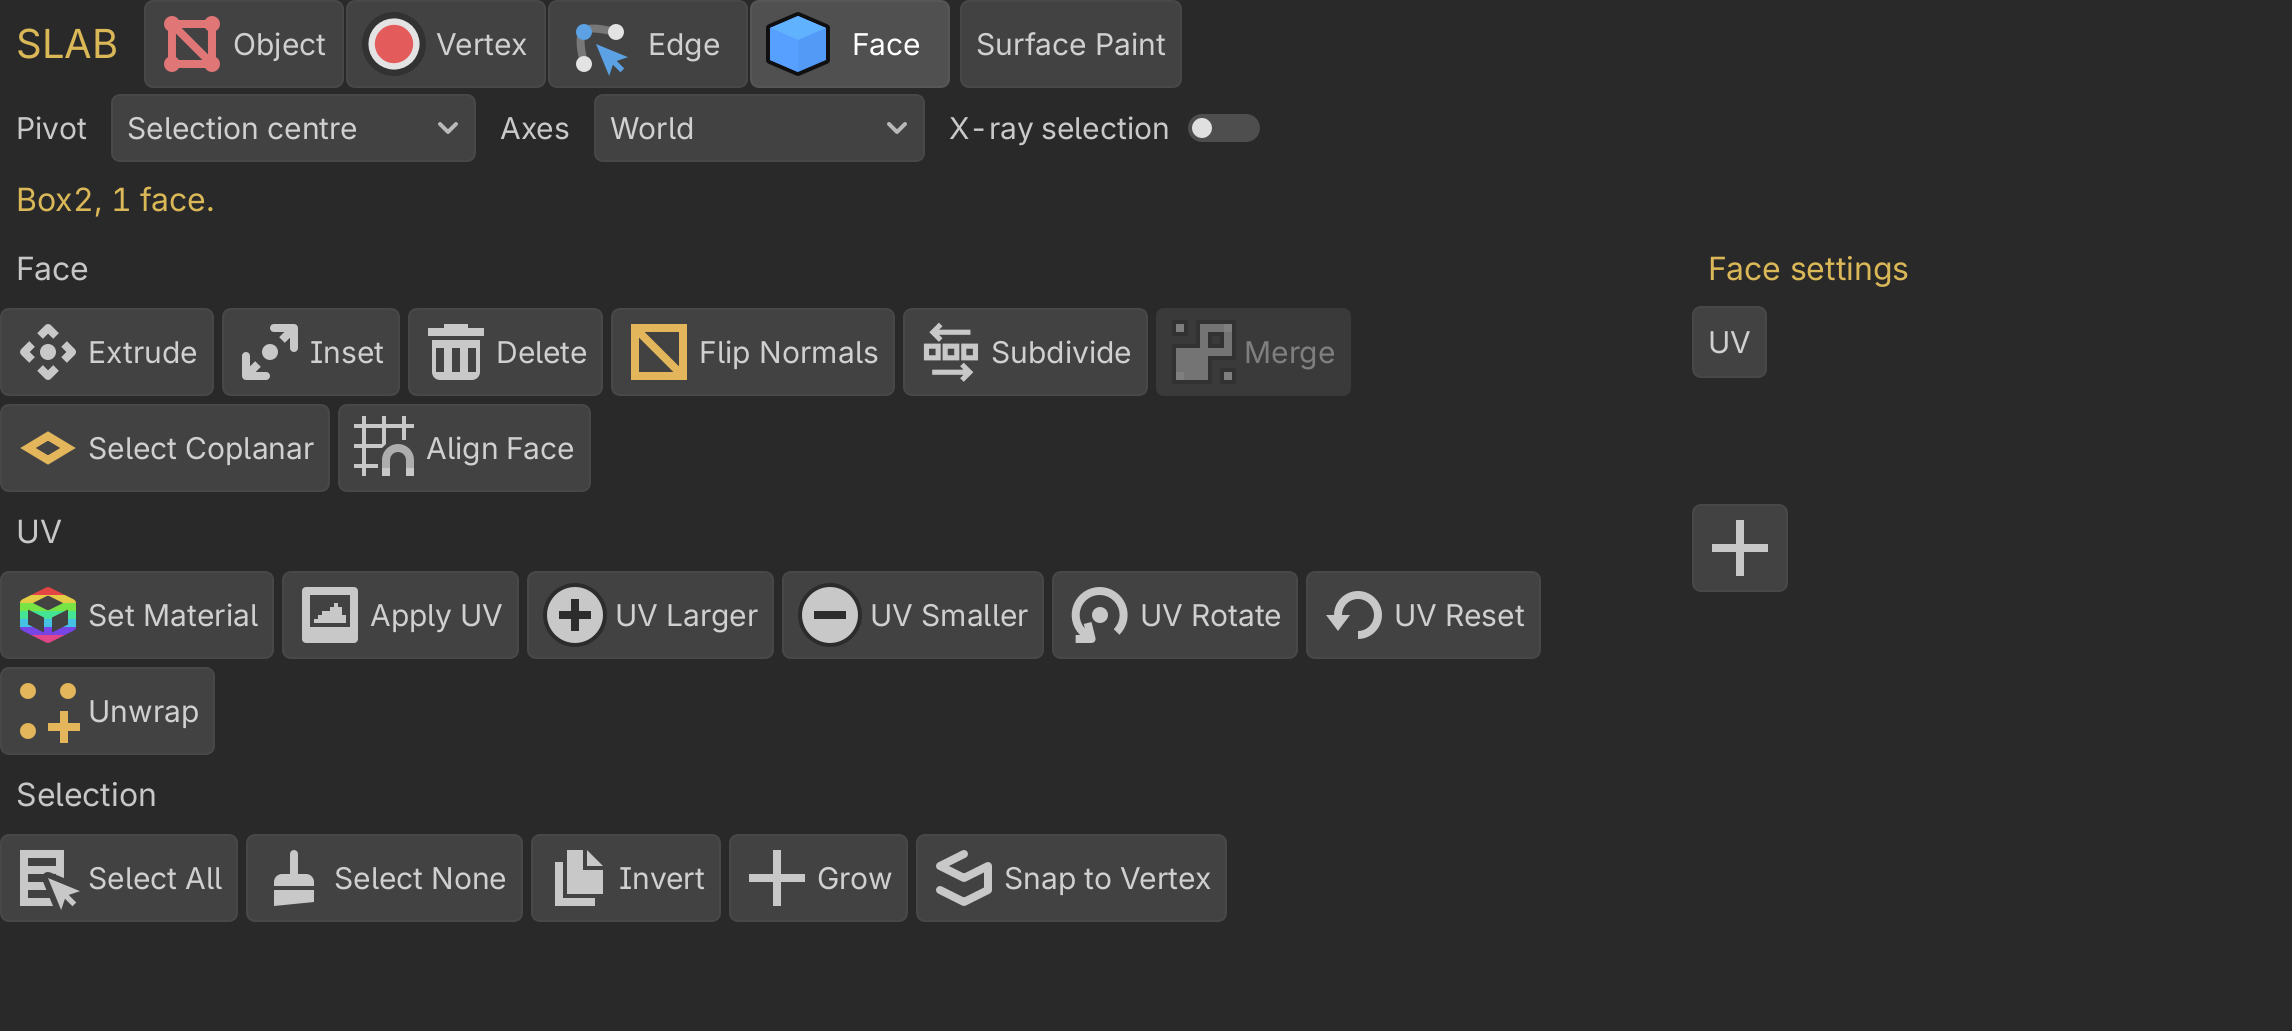 SLAB Object Vertex Edge Face Surface Paint
Pivot Selection centre Axes World X-ray selection
Box2, 1 face.
Face
Extrude Inset Delete Flip Normals Subdivide Merge
Select Coplanar Align Face
UV
Set Material Apply UV UV Larger UV Smaller UV Rotate UV Reset
Unwrap
Selection
Select All Select None Invert Grow Snap to Vertex
Face settings
UV